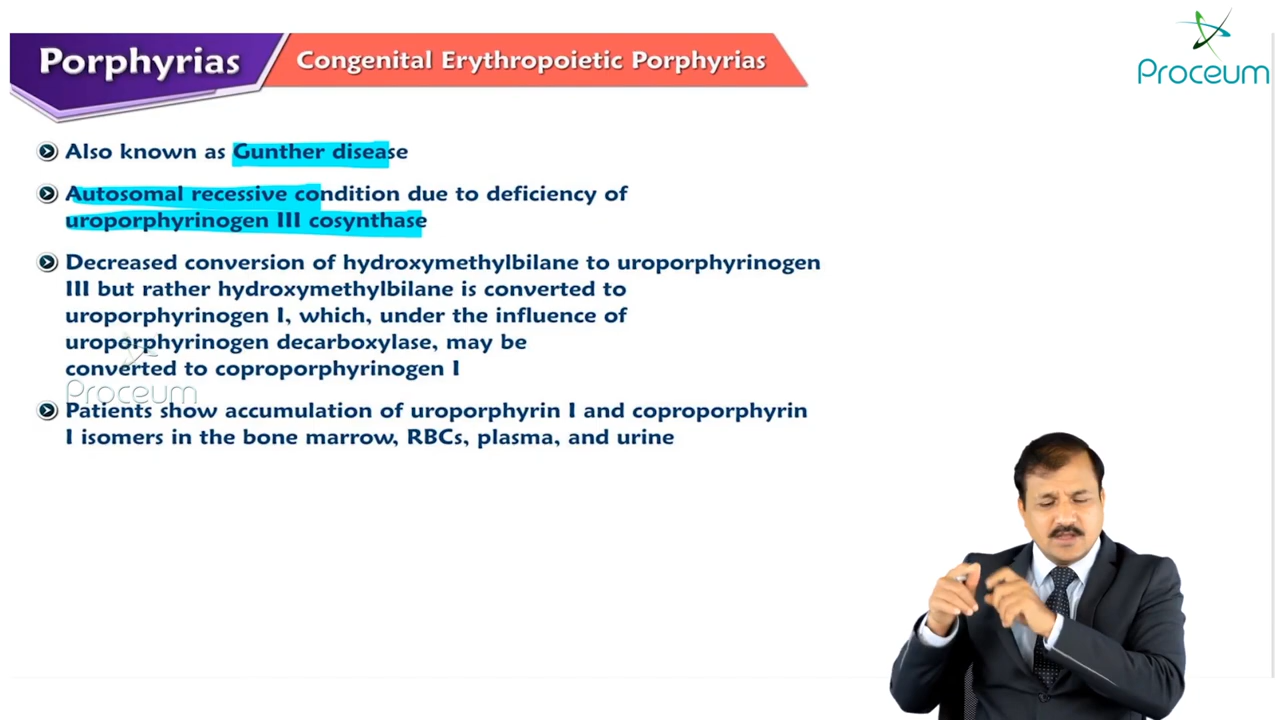 Porphyrias
Congenital Erythropoietic Porphyrias
Proceum
Also known as Gunther disease
Autosomal recessive condition due to deficiency of
uroporphyrinogen III cosynthase
Decreased conversion of hydroxymethylbilane to uroporphyrinogen
III but rather hydroxymethylbilane is converted to
uroporphyrinogen I, which, under the influence of
uroporphyrinogen decarboxylase, may be
converted to coproporphyrinogen I
Proceum
Patients show accumulation of uroporphyrin I and coproporphyrin
I isomers in the bone marrow, RBCs, plasma, and urine